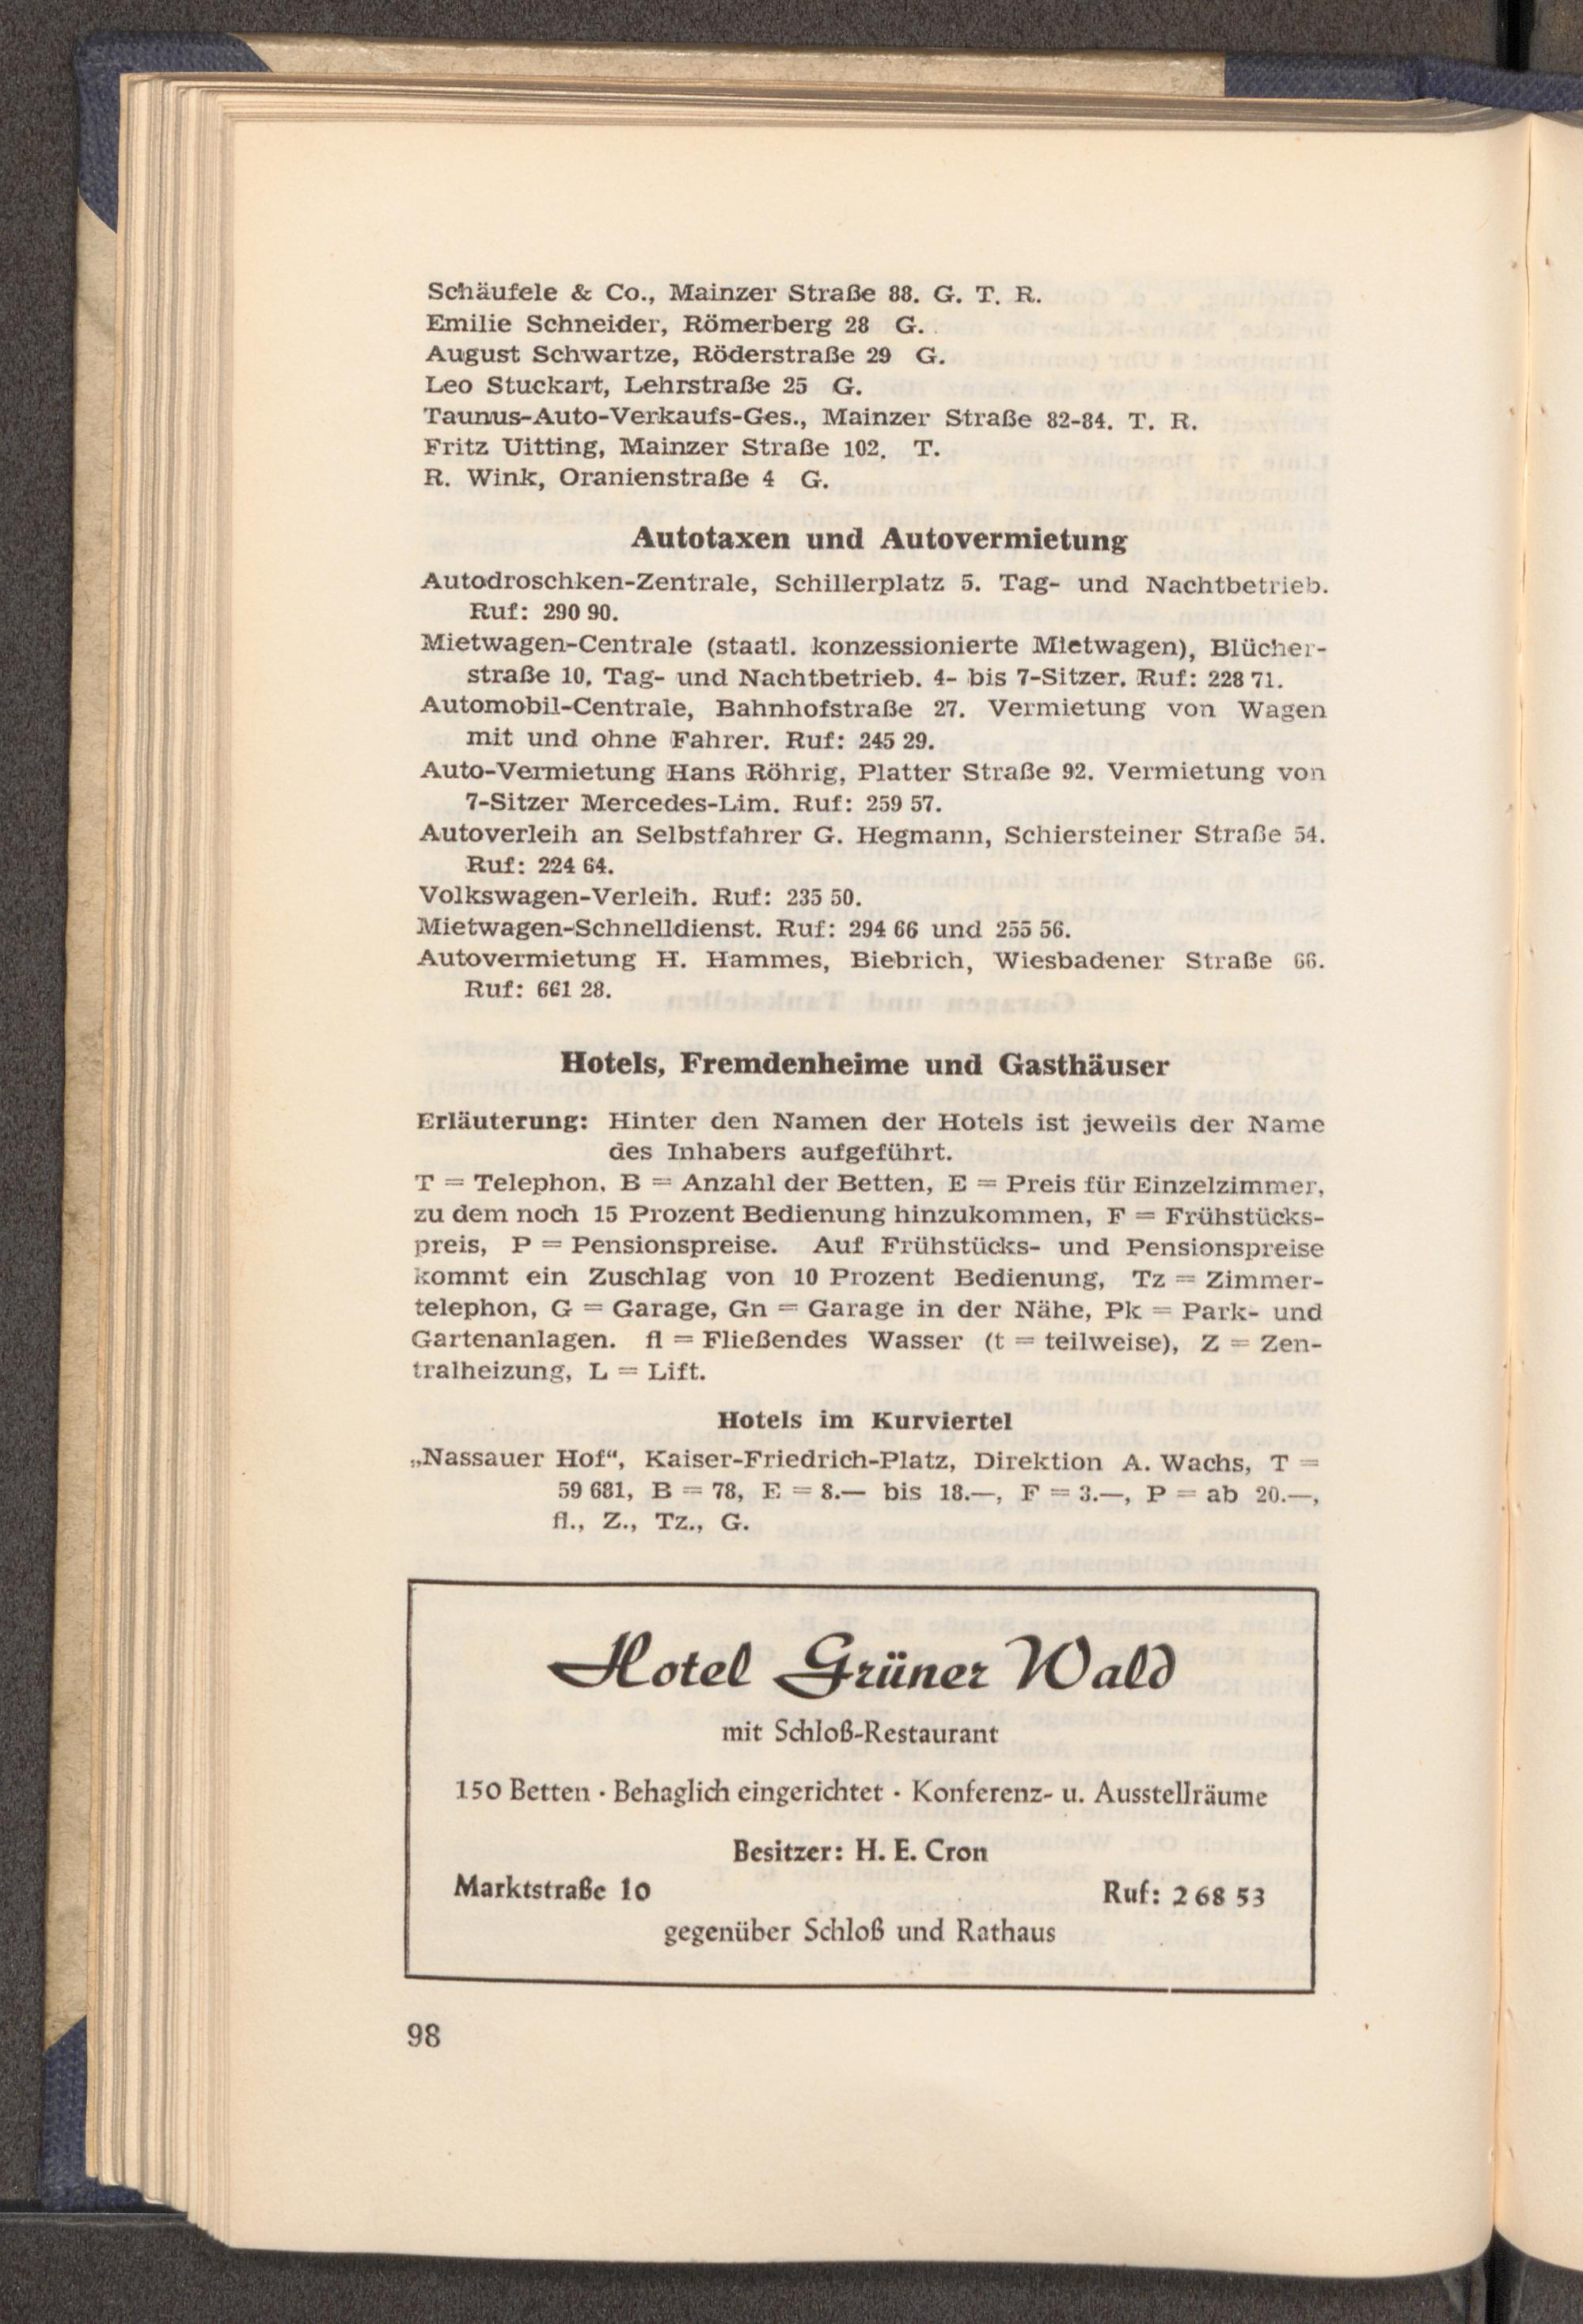 Schäufele & Co., Mainzer Straße 88. G. T. R.
Emilie Schneider, Römerberg 28 G.
August Schwartze, Röderstraße 29 G.
Leo Stuckart, Lehrstraße 25 G.
Taunus-Auto-Verkaufs-Ges., Mainzer Straße 82-84. T. R.
Fritz Uitting, Mainzer Straße 102. T.
R. Wink, Oranienstraße 4 G.
Autotaxen und Autovermietung
Autodroschken-Zentrale, Schillerplatz 5. Tag- und Nachtbetrieb.
Ruf: 290 90.
Mietwagen-Centrale (staatl. konzessionierte Mietwagen), Blücher-
straße 10. Tag- und Nachtbetrieb. 4- bis 7-Sitzer. Ruf: 228 71.
Automobil-Centrale, Bahnhofstraße 27. Vermietung von Wagen
mit und ohne Fahrer. Ruf: 245 29.
Auto-Vermietung Hans Röhrig, Platter Straße 92. Vermietung von
7-Sitzer Mercedes-Lim. Ruf: 259 57.
Autoverleih an Selbstfahrer G. Hegmann, Schiersteiner Straße 54.
Ruf: 224 64.
Volkswagen-Verleih. Ruf: 235 50.
Mietwagen-Schnelldienst. Ruf: 294 66 und 255 56.
Autovermietung H. Hammes, Biebrich, Wiesbadener Straße 66.
Ruf: 661 28.
Hotels, Fremdenheime und Gasthäuser
Erläuterung: Hinter den Namen der Hotels ist jeweils der Name
des Inhabers aufgeführt.
T = Telephon, B = Anzahl der Betten, E = Preis für Einzelzimmer,
zu dem noch 15 Prozent Bedienung hinzukommen, F = Frühstücks-
preis, P = Pensionspreise. Auf Frühstücks- und Pensionspreise
kommt ein Zuschlag von 10 Prozent Bedienung, Tz = Zimmer-
telephon, G = Garage, Gn = Garage in der Nähe, Pk = Park- und
Gartenanlagen. fl = Fließendes Wasser (t = teilweise), Z = Zen-
tralheizung, L = Lift.
Hotels im Kurviertel
„Nassauer Hof“, Kaiser-Friedrich-Platz, Direktion A. Wachs, T =
59 681, B = 78, E = 8.— bis 18.—, F = 3.—, P = ab 20.—,
fl., Z., Tz., G.
Hotel Grüner Wald
mit Schloß-Restaurant
150 Betten · Behaglich eingerichtet · Konferenz- u. Ausstellräume
Besitzer: H. E. Cron
Marktstraße 10 Ruf: 2 68 53
gegenüber Schloß und Rathaus
98